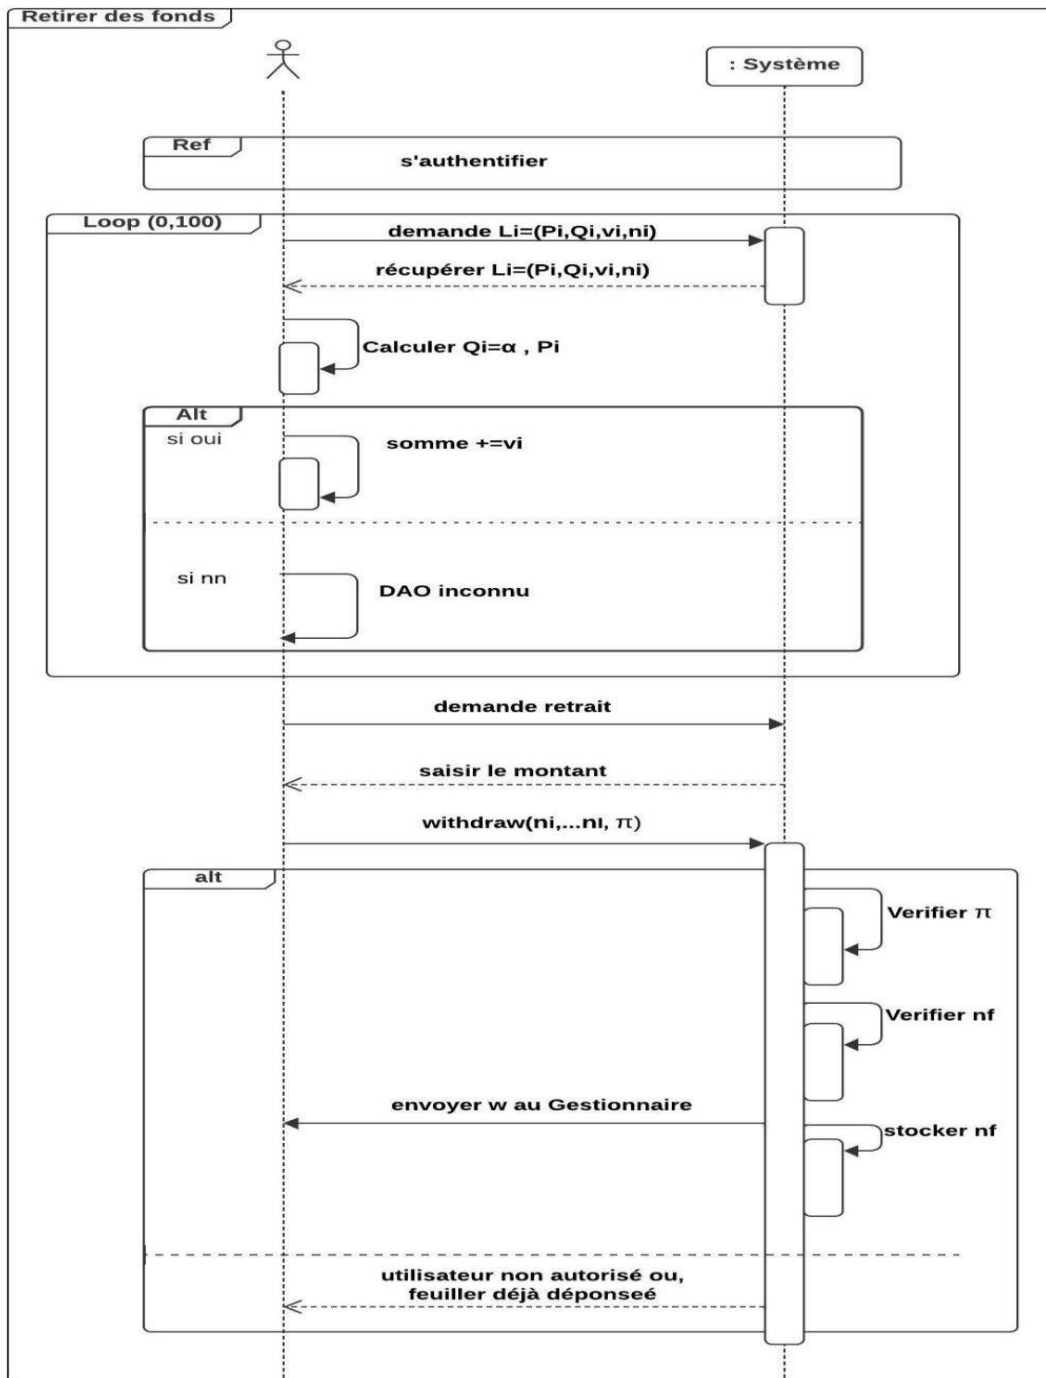 Retirer des fonds
: Système
Ref
s'authentifier
Loop (0,100)
demande Li=(Pi,Qi,vi,ni)
récupérer Li=(Pi,Qi,vi,ni)
Calculer Qi=α , Pi
Alt
si oui
somme +=vi
si nn
DAO inconnu
demande retrait
saisir le montant
withdraw(ni,...nı, π)
alt
Verifier π
Verifier nf
envoyer w au Gestionnaire
stocker nf
utilisateur non autorisé ou,
feuiller déjà déponseé